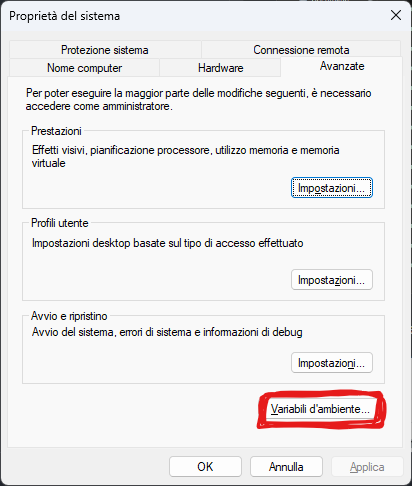 Proprietà del sistema
Protezione sistema
Connessione remota
Nome computer
Hardware
Avanzate
Per poter eseguire la maggior parte delle modifiche seguenti, è necessario
accedere come amministratore.
Prestazioni
Effetti visivi, pianificazione processore, utilizzo memoria e memoria
virtuale
Impostazioni...
Profili utente
Impostazioni desktop basate sul tipo di accesso effettuato
Impostazioni...
Avvio e ripristino
Avvio del sistema, errori di sistema e informazioni di debug
Impostazioni...
Variabili d'ambiente...
OK
Annulla
Applica